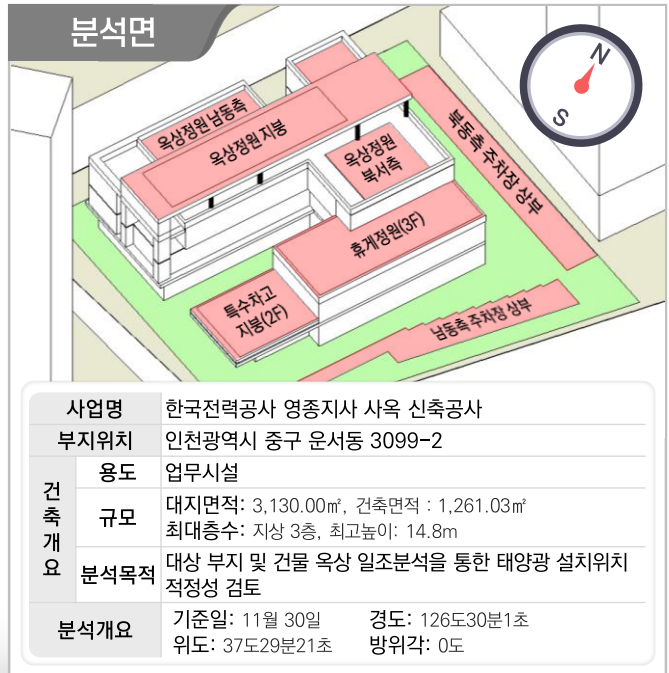 분석면
N
S
옥상정원 남동측
옥상정원 지붕
옥상정원
북서측
북동측 주차장 상부
휴게정원(3F)
특수차고
지붕(2F)
남동측 주차장 상부
사업명 한국전력공사 영종지사 사옥 신축공사
부지위치 인천광역시 중구 운서동 3099-2
건축개요
용도 업무시설
규모 대지면적: 3,130.00㎡, 건축면적 : 1,261.03㎡
최대층수: 지상 3층, 최고높이: 14.8m
분석목적 대상 부지 및 건물 옥상 일조분석을 통한 태양광 설치위치
적정성 검토
분석개요 기준일: 11월 30일 경도: 126도30분1초
위도: 37도29분21초 방위각: 0도